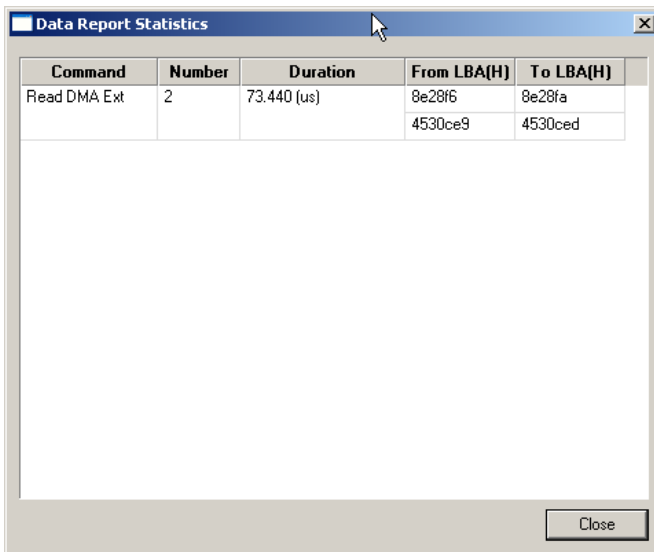 Data Report Statistics
Command Number Duration From LBA(H) To LBA(H)
Read DMA Ext 2 73.440 (us) 8e28f6 8e28fa
4530ce9 4530ced
Close